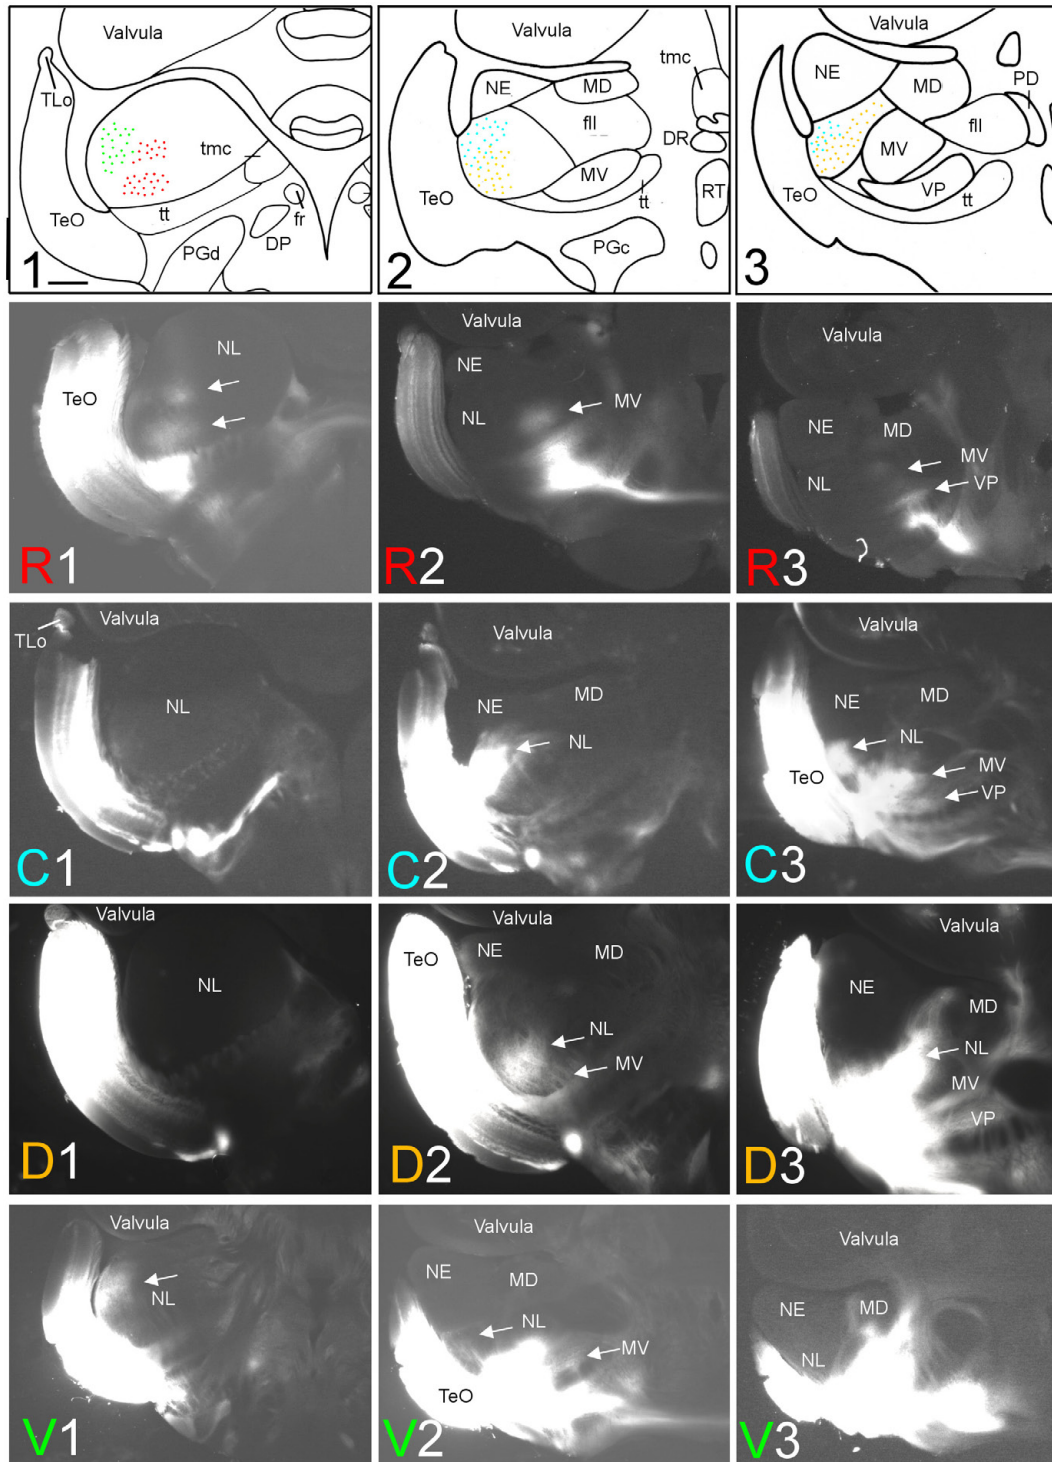 Valvula
TLo
tmc
TeO
tt
fr
DP
PGd
1
Valvula
tmc
NE
MD
fll
DR
MV
TeO
tt
RT
PGc
2
Valvula
NE
MD
PD
fll
MV
VP
TeO
tt
3
NL
TeO
R1
Valvula
NE
MV
NL
R2
Valvula
NE
MD
MV
NL
VP
R3
Valvula
TLo
NL
C1
Valvula
MD
NE
NL
C2
Valvula
MD
NE
NL
MV
TeO
VP
C3
Valvula
NL
D1
Valvula
TeO
NE
MD
NL
MV
D2
Valvula
NE
MD
NL
MV
VP
D3
Valvula
NL
V1
Valvula
NE
MD
NL
MV
TeO
V2
Valvula
NE
MD
NL
V3